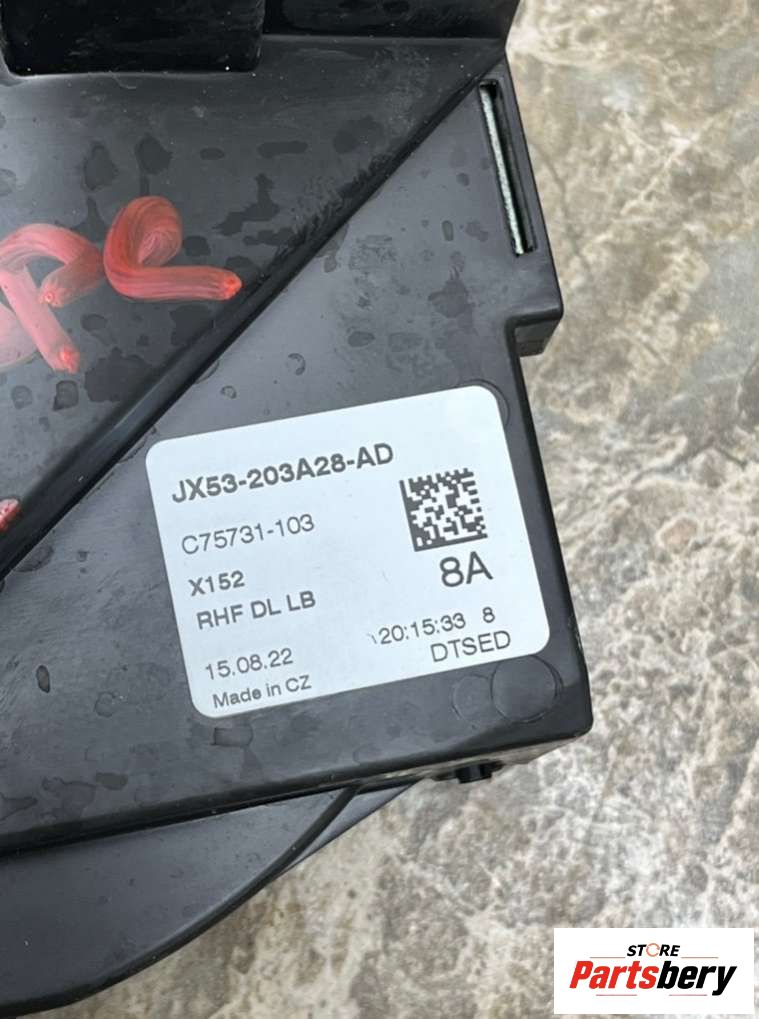 JX53-203A28-AD
C75731-103
X152
8A
RHF DL LB
15.08.22
20:15:33 8
DTSED
Made in CZ
STORE
Partsbery